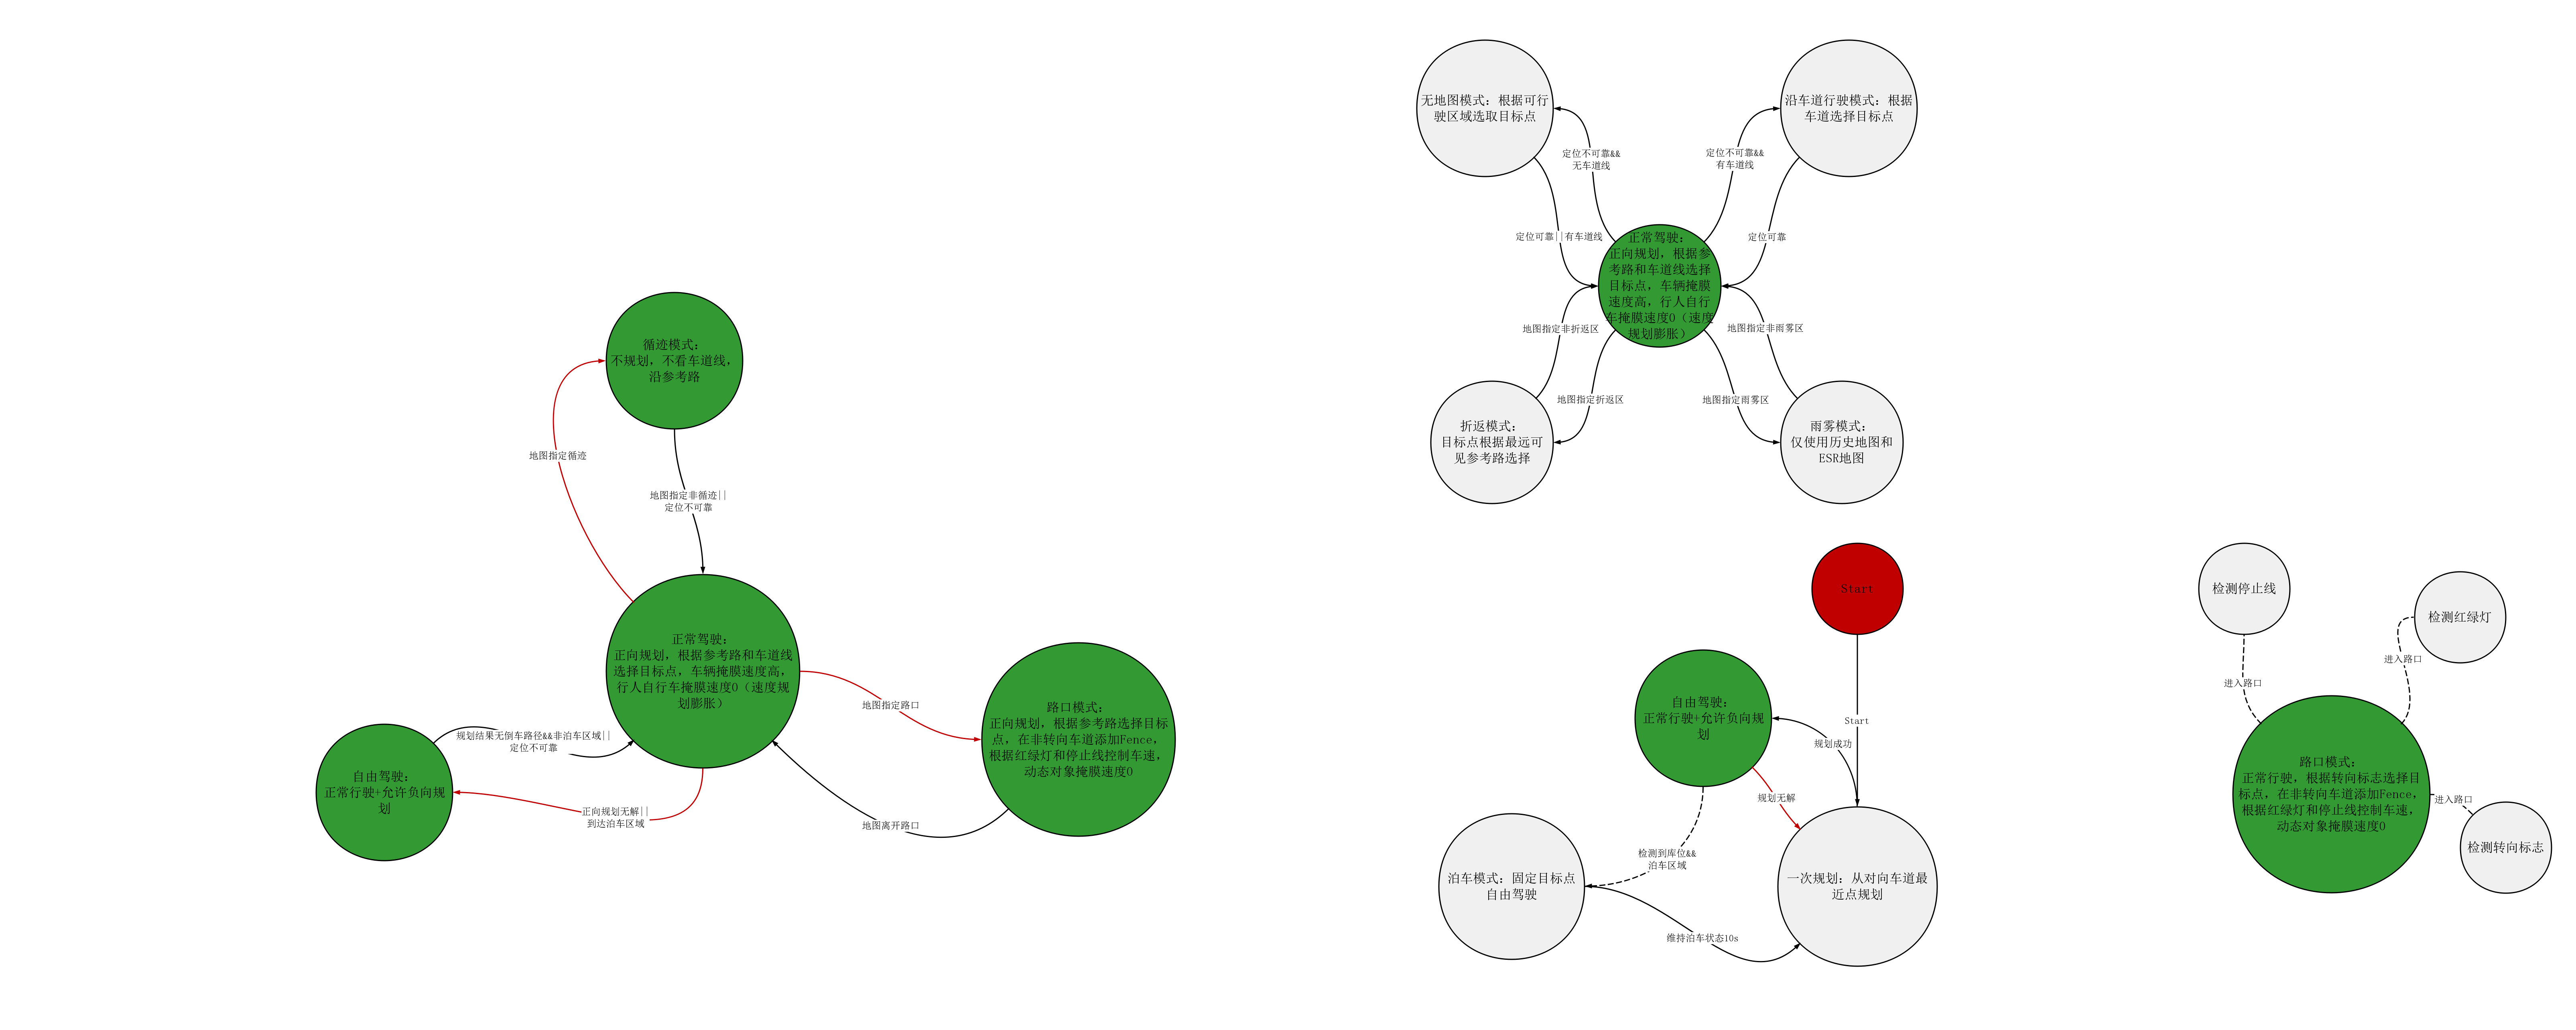 循迹模式：
不规划，不看车道线，
沿参考路
地图指定循迹
地图指定非循迹||
定位不可靠
正常驾驶：
正向规划，根据参考路和车道线
选择目标点，车辆掩膜速度高，
行人自行车掩膜速度0（速度规
划膨胀）
地图指定路口
路口模式：
正向规划，根据参考路选择目标
点，在非转向车道添加Fence，
根据红绿灯和停止线控制车速，
动态对象掩膜速度0
地图离开路口
规划结果无倒车路径&&非泊车区域||
定位不可靠
自由驾驶：
正常行驶+允许负向规
划
正向规划无解||
到达泊车区域
无地图模式：根据可行
驶区域选取目标点
沿车道行驶模式：根据
车道选择目标点
定位不可靠&&
无车道线
定位不可靠&&
有车道线
定位可靠||有车道线
定位可靠
正常驾驶：
正向规划，根据参
考路和车道线选择
目标点，车辆掩膜
速度高，行人自行
车掩膜速度0（速度
规划膨胀）
地图指定非折返区
地图指定非雨雾区
地图指定折返区
地图指定雨雾区
折返模式：
目标点根据最远可
见参考路选择
雨雾模式：
仅使用历史地图和
ESR地图
Start
Start
自由驾驶：
正常行驶+允许负向规
划
规划成功
规划无解
检测到库位&&
泊车区域
泊车模式：固定目标点
自由驾驶
一次规划：从对向车道最
近点规划
维持泊车状态10s
检测停止线
检测红绿灯
进入路口
进入路口
路口模式：
正常行驶，根据转向标志选择目
标点，在非转向车道添加Fence，
根据红绿灯和停止线控制车速，
动态对象掩膜速度0
进入路口
检测转向标志